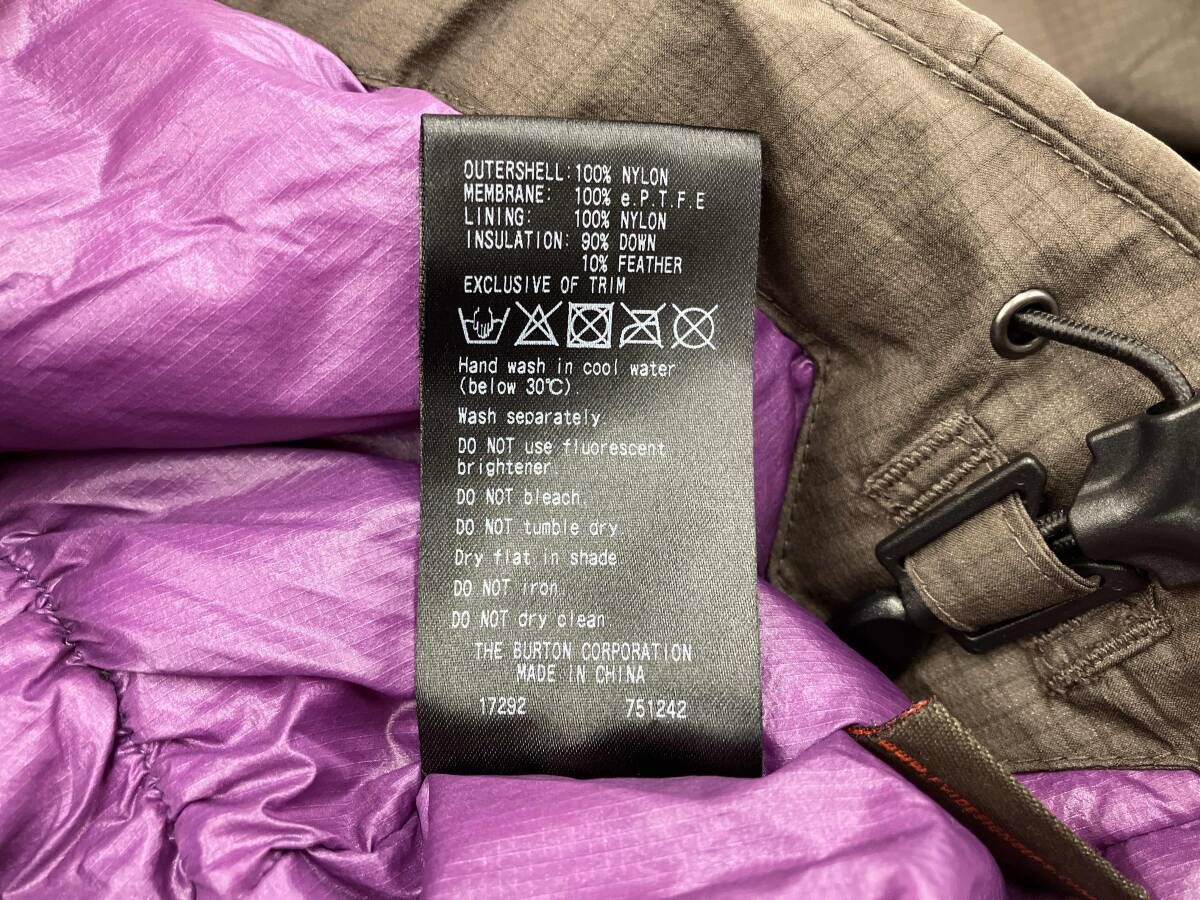 OUTERSHELL: 100% NYLON
MEMBRANE: 100% e.P.T.F.E
LINING: 100% NYLON
INSULATION: 90% DOWN
10% FEATHER
EXCLUSIVE OF TRIM
Hand wash in cool water
(below 30℃).
Wash separately.
DO NOT use fluorescent
brightener
DO NOT bleach.
DO NOT tumble dry.
Dry flat in shade
DO NOT iron.
DO NOT dry clean
THE BURTON CORPORATION
MADE IN CHINA
17292 751242